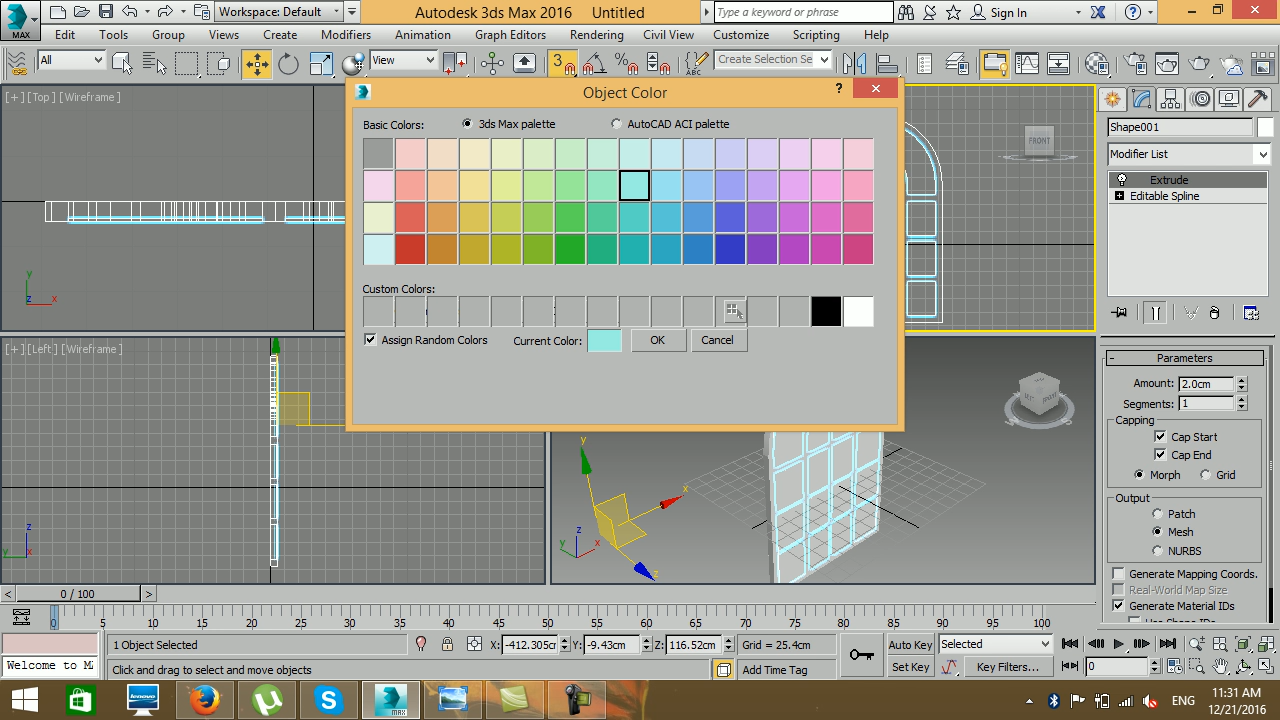 Workspace: Default
Autodesk 3ds Max 2016 Untitled
Type a keyword or phrase
Sign In
MAX
Edit Tools Group Views Create Modifiers Animation Graph Editors Rendering Civil View Customize Scripting Help
All
View
3
ABC
Create Selection Se
[+] [Top] [Wireframe]
Object Color
?
Basic Colors:
3ds Max palette
AutoCAD ACI palette
Custom Colors:
Assign Random Colors
Current Color:
OK
Cancel
FRONT
Shape001
Modifier List
Extrude
Editable Spline
y
z
x
[+] [Left] [Wireframe]
z
y
x
y
x
z
z
y
x
Parameters
Amount: 2.0cm
Segments: 1
Capping
Cap Start
Cap End
Morph
Grid
Output
Patch
Mesh
NURBS
Generate Mapping Coords.
Real-World Map Size
Generate Material IDs
Use Shape IDs
< 0 / 100 >
0 5 10 15 20 25 30 35 40 45 50 55 60 65 70 75 80 85 90 95 100
1 Object Selected
X: -412.305cr
Y: -9.43cm
Z: 116.52cm
Grid = 25.4cm
Auto Key
Selected
Welcome to M
Click and drag to select and move objects
Add Time Tag
Set Key
Key Filters...
0
lenovo
MAX
ENG
11:31 AM
12/21/2016